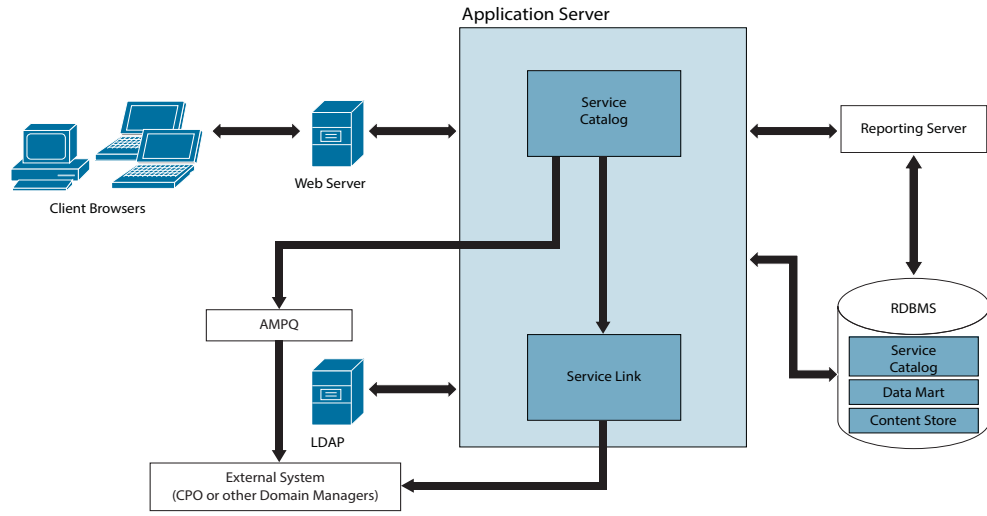 Application Server
Service
Catalog
Reporting Server
Web Server
Client Browsers
RDBMS
AMPQ
Service
Catalog
Service Link
Data Mart
Content Store
LDAP
External System
(CPO or other Domain Managers)